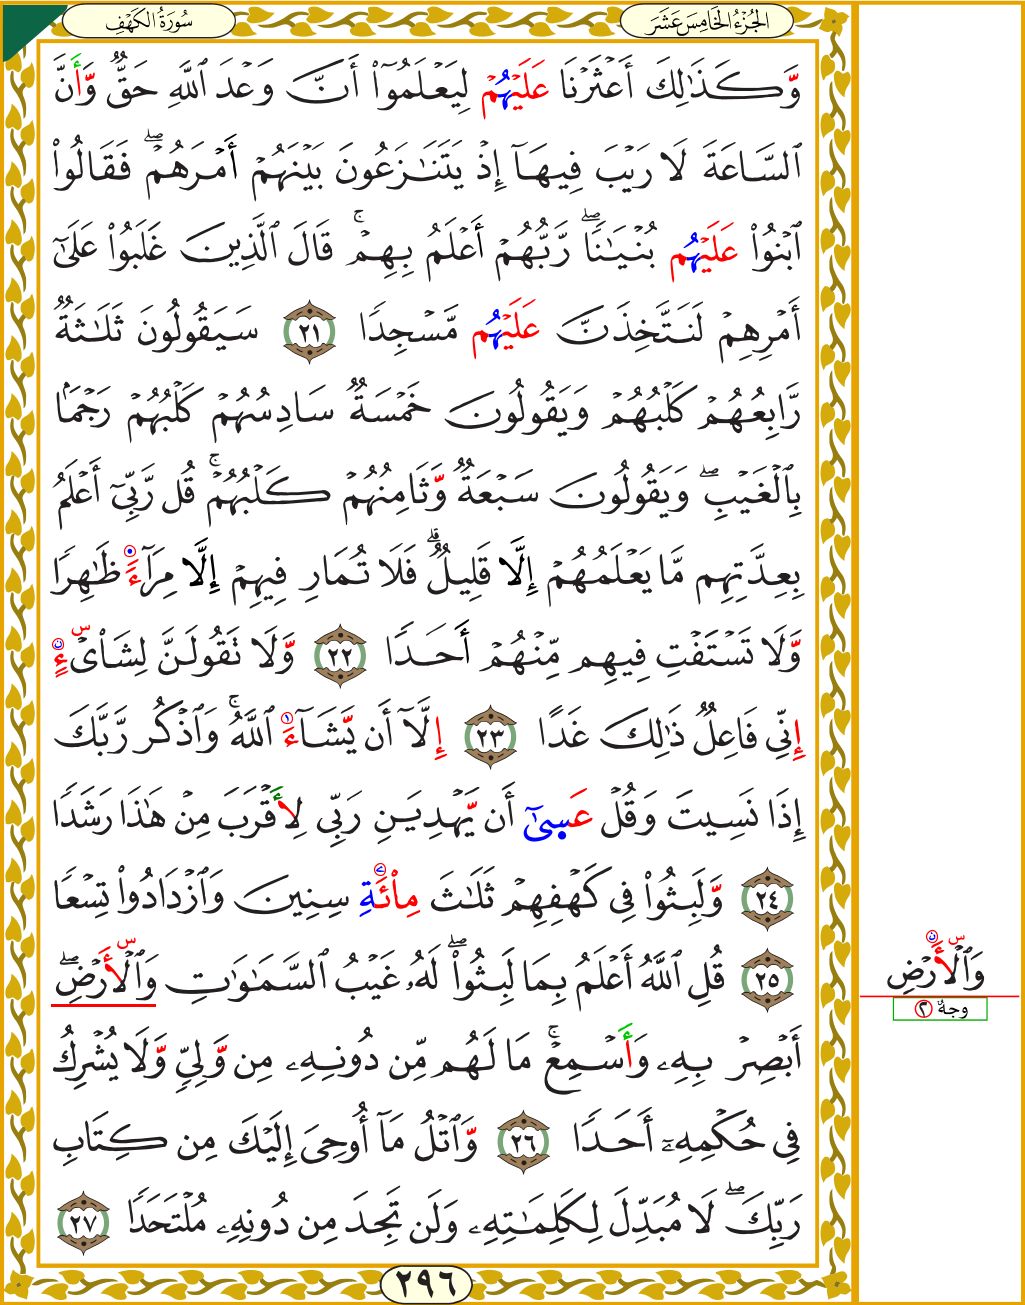 الجُزْءُ الخَامِسَ عَشَرَ
سُورَةُ الكَهْفِ
وَّكَذَٰلِكَ أَعْثَرْنَا عَلَيْهُمْ لِيَعْلَمُوٓاْ أَنَّ وَعْدَ ٱللَّهِ حَقٌّ وَّأَنَّ
ٱلسَّاعَةَ لَا رَيْبَ فِيهَآ إِذْ يَتَنَٰزَعُونَ بَيْنَهُمْ أَمْرَهُمْۖ فَقَالُواْ
ٱبْنُواْ عَلَيْهُم بُنْيَٰنًاۖ رَّبُّهُمْ أَعْلَمُ بِهِمْۚ قَالَ ٱلَّذِينَ غَلَبُواْ عَلَىٰٓ
أَمْرِهِمْ لَنَتَّخِذَنَّ عَلَيْهُم مَّسْجِدًا ٢١ سَيَقُولُونَ ثَلَٰثَةٌ
رَّابِعُهُمْ كَلْبُهُمْ وَيَقُولُونَ خَمْسَةٌ سَادِسُهُمْ كَلْبُهُمْ رَجْمَۢا
بِٱلْغَيْبِۖ وَيَقُولُونَ سَبْعَةٌ وَّثَامِنُهُمْ كَلْبُهُمْۚ قُل رَّبِّىٓ أَعْلَمُ
بِعِدَّتِهِم مَّا يَعْلَمُهُمْ إِلَّا قَلِيلٌۗ فَلَا تُمَارِ فِيهِمْ إِلَّا مِرَآءً ظَٰهِرًا
وَّلَا تَسْتَفْتِ فِيهِم مِّنْهُمْ أَحَدًا ٢٢ وَّلَا تَقُولَنَّ لِشَاْىْءٍ
إِنِّى فَاعِلٌ ذَٰلِكَ غَدًا ٢٣ إِلَّآ أَن يَّشَآءَ ٱللَّهُۚ وَٱذْكُر رَّبَّكَ
إِذَا نَسِيتَ وَقُلْ عَسَىٰٓ أَن يَّهْدِيَنِ رَبِّى لِأَقْرَبَ مِنْ هَٰذَا رَشَدًا
٢٤ وَّلَبِثُواْ فِى كَهْفِهِمْ ثَلَٰثَ مِاْئَةِ سِنِينَ وَٱزْدَادُواْ تِسْعًا
٢٥ قُلِ ٱللَّهُ أَعْلَمُ بِمَا لَبِثُواْۖ لَهُۥ غَيْبُ ٱلسَّمَٰوَٰتِ وَٱلْأَرْضِۖ
أَبْصِرْ بِهِۦ وَأَسْمِعْۚ مَا لَهُم مِّن دُونِهِۦ مِن وَّلِىٍّ وَّلَا يُشْرِكُ
فِى حُكْمِهِۦٓ أَحَدًا ٢٦ وَّٱتْلُ مَآ أُوحِىَ إِلَيْكَ مِن كِتَابِ
رَبِّكَۖ لَا مُبَدِّلَ لِكَلِمَٰتِهِۦ وَلَن تَجِدَ مِن دُونِهِۦ مُلْتَحَدًا ٢٧
وَٱلْأَرْضِ
وجهٌ ٢
٢٩٦